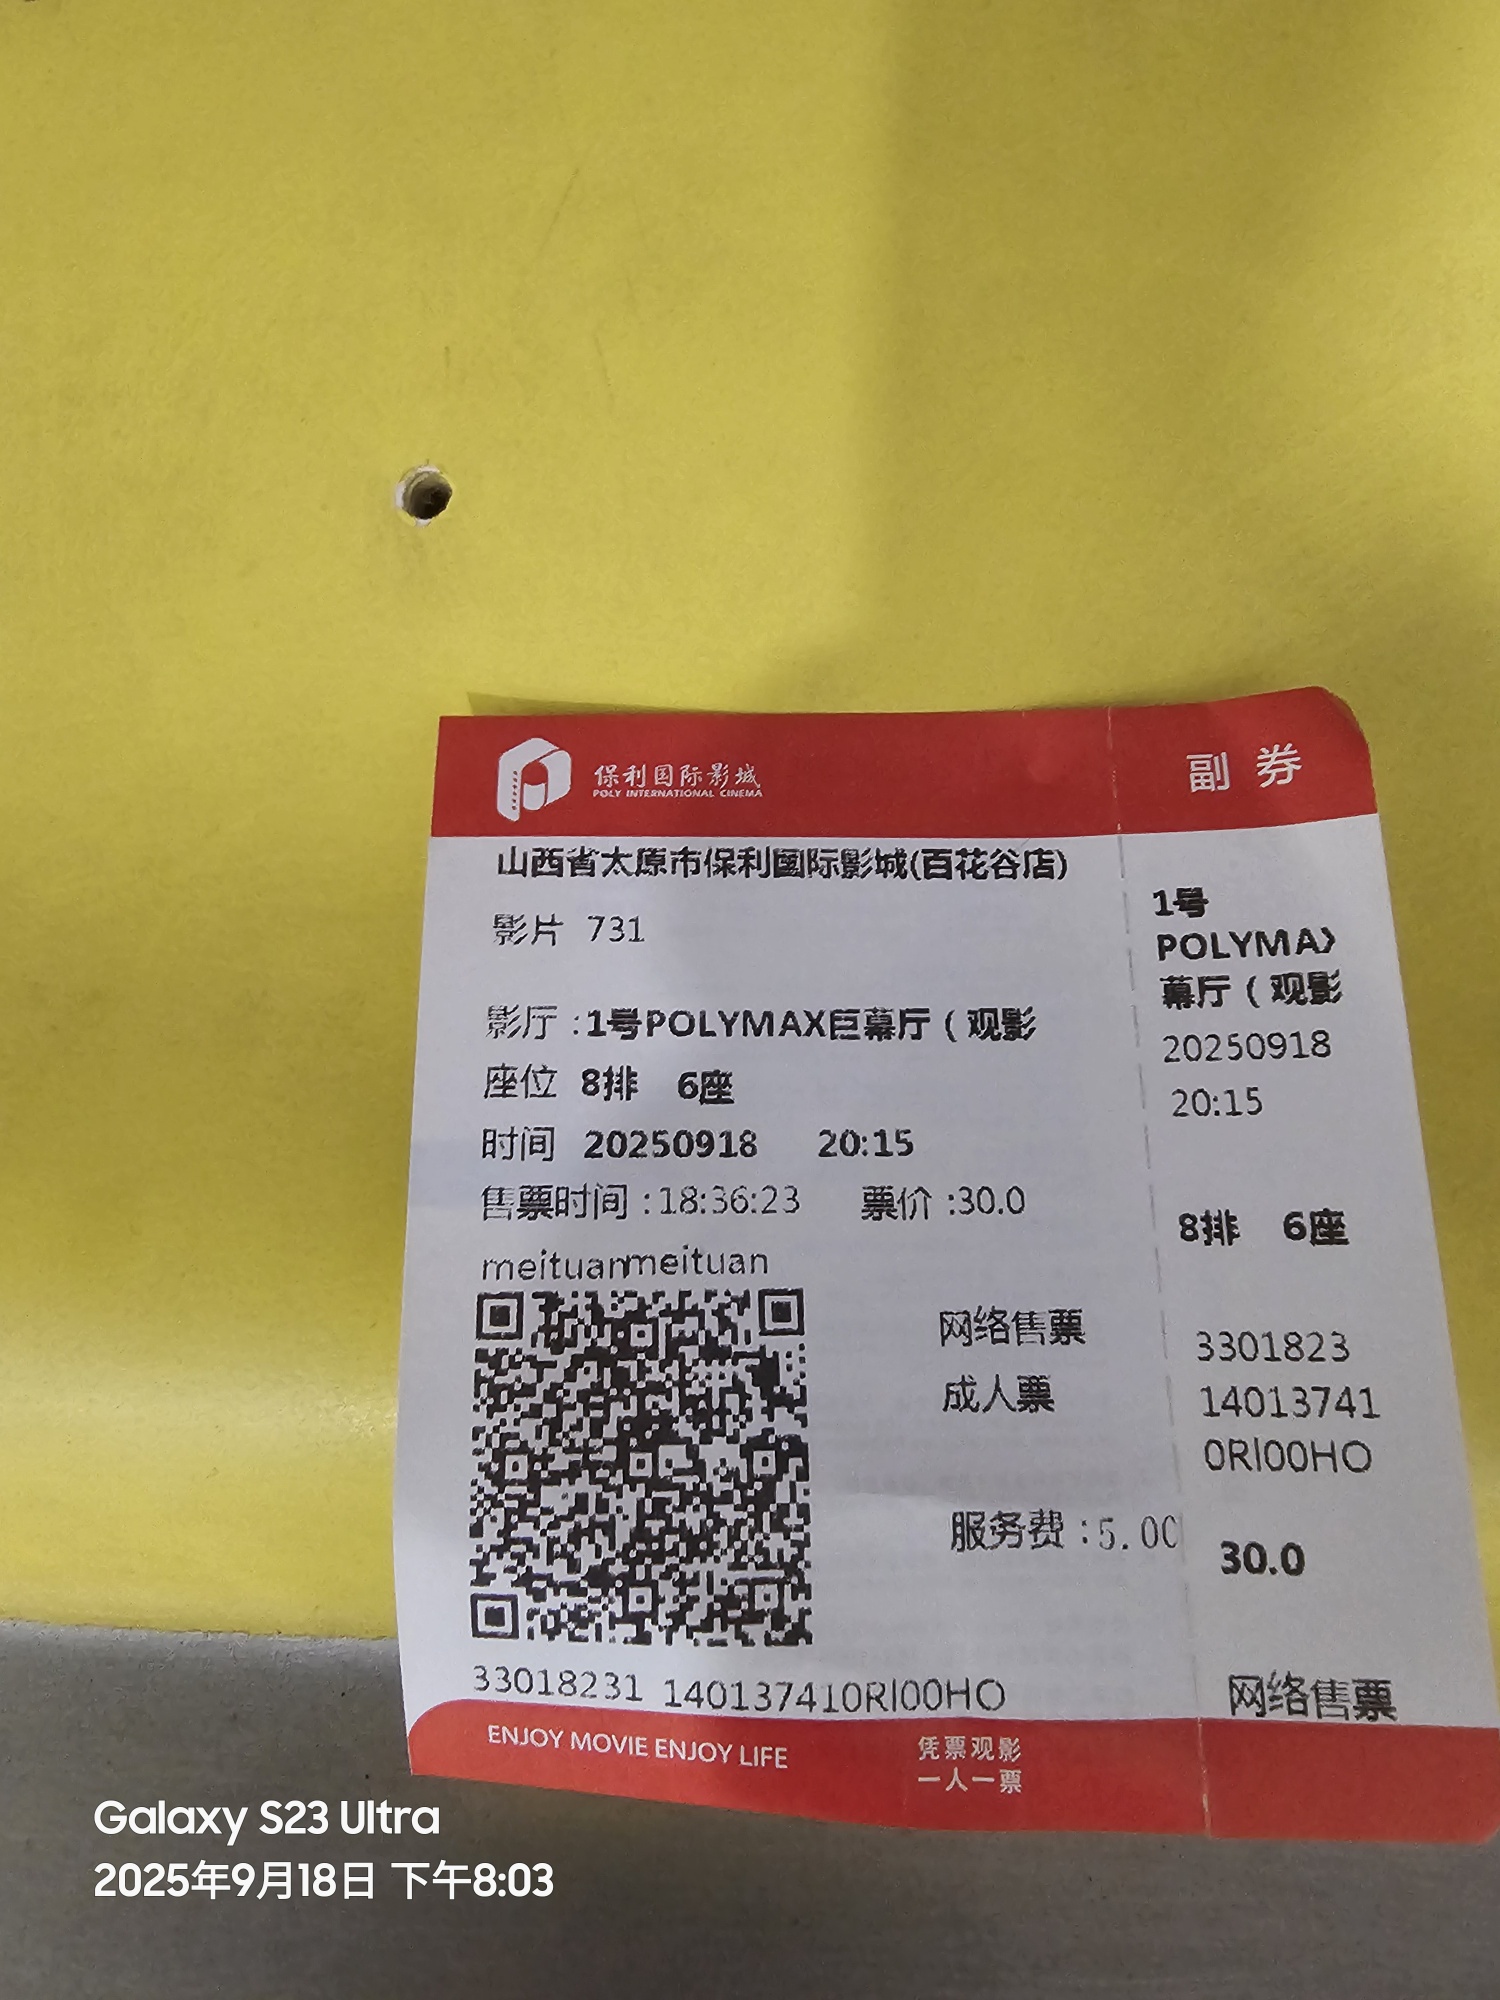 保利国际影城
POLY INTERNATIONAL CINEMA
副 券
山西省太原市保利国际影城(百花谷店)
影片 731
影厅 :1号POLYMAX巨幕厅 ( 观影
座位 8排 6座
时间 20250918 20:15
售票时间 :18:36:23 票价 :30.0
meituanmeituan
网络售票
成人票
服务费 :5.00
33018231 140137410Rl00HO
ENJOY MOVIE ENJOY LIFE
凭票观影
一人一票
1号
POLYMAX
幕厅 ( 观影
20250918
20:15
8排 6座
3301823
14013741
0Rl00HO
30.0
网络售票
Galaxy S23 Ultra
2025年9月18日 下午8:03